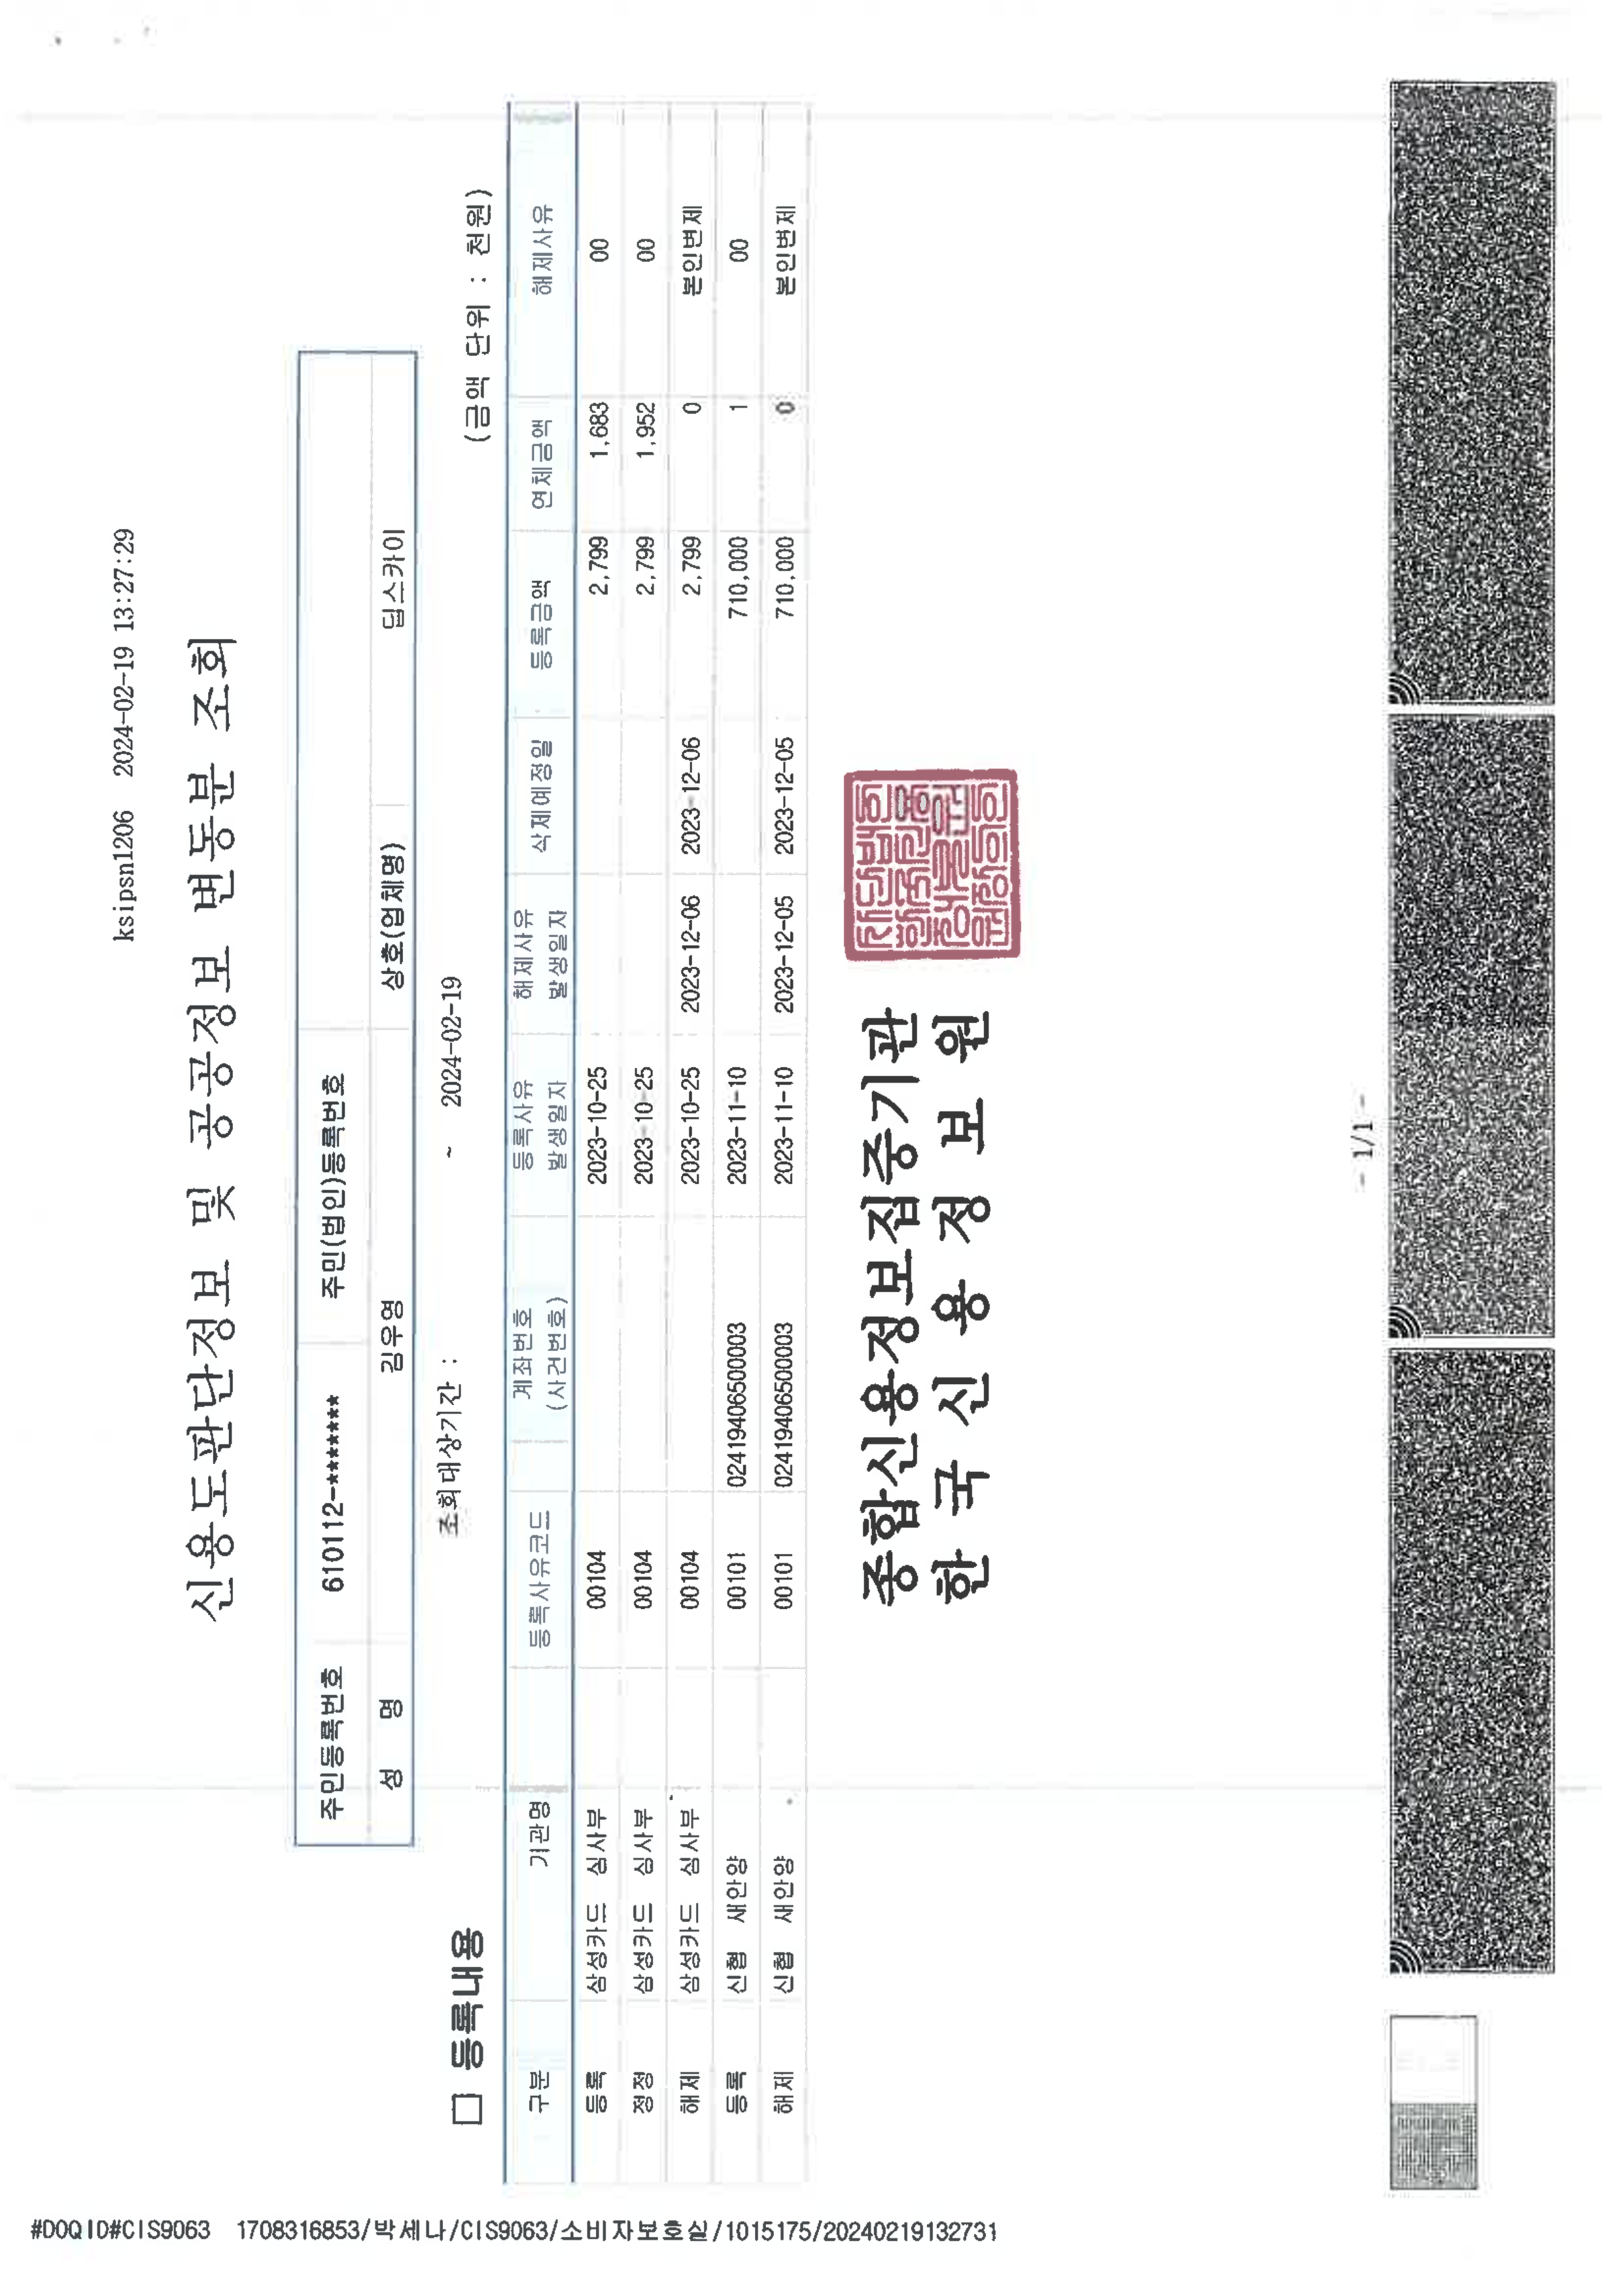 ksipsn1206 2024-02-19 13:27:29
신용도판단정보 및 공공정보 변동분 조회
주민등록번호 610112-******* 주민(법인)등록번호
성 명 김우영 상호(업체명) 딥스카이
조회대상기간 : ~ 2024-02-19
□ 등록내용 (금액 단위 : 천원)
구분 기관명 등록사유코드 계좌번호 (사건번호) 등록사유 발생일자 해제사유 발생일자 삭제예정일 등록금액 연체금액 해제사유
등록 삼성카드 심사부 00104 2023-10-25 2,799 1,683 00
정정 삼성카드 심사부 00104 2023-10-25 2,799 1,952 00
해제 삼성카드 심사부 00104 2023-10-25 2023-12-06 2023-12-06 2,799 0 본인변제
등록 신협 새안양 00101 0241940650003 2023-11-10 710,000 1 00
해제 신협 새안양 00101 0241940650003 2023-11-10 2023-12-05 2023-12-05 710,000 0 본인변제
종합신용정보집중기관
한국신용정보원
- 1/1 -
#DOQID#CIS9063 1708316853/박세나/CIS9063/소비자보호실/1015175/20240219132731